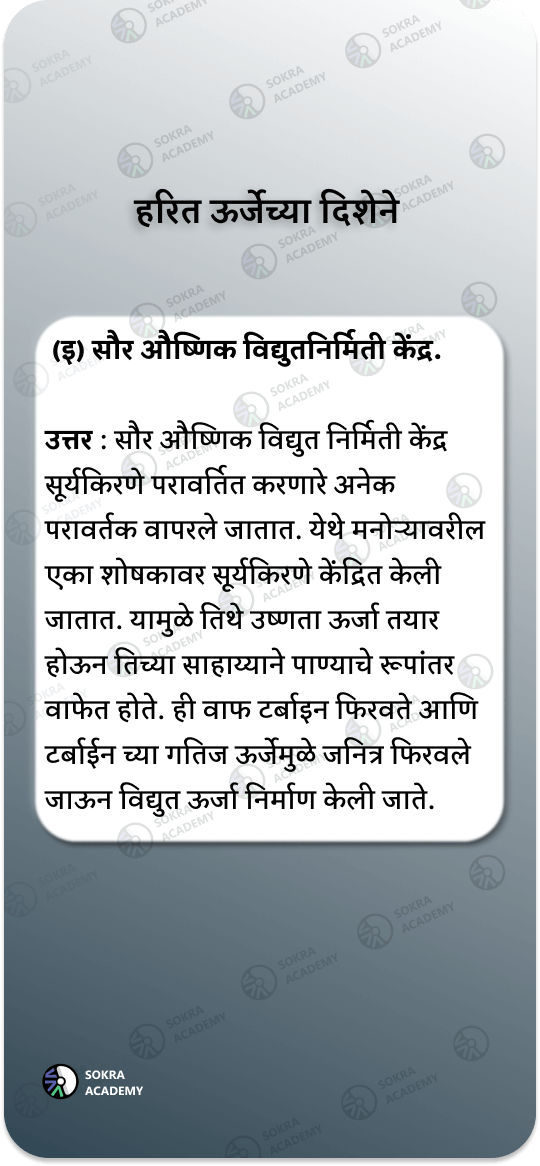 हरित ऊर्जेच्या दिशेने
(इ) सौर औष्णिक विद्युतनिर्मिती केंद्र.
उत्तर : सौर औष्णिक विद्युत निर्मिती केंद्र
सूर्यकिरणे परावर्तित करणारे अनेक
परावर्तक वापरले जातात. येथे मनोऱ्यावरील
एका शोषकावर सूर्यकिरणे केंद्रित केली
जातात. यामुळे तिथे उष्णता ऊर्जा तयार
होऊन तिच्या साहाय्याने पाण्याचे रूपांतर
वाफेत होते. ही वाफ टर्बाइन फिरवते आणि
टर्बाईन च्या गतिज ऊर्जेमुळे जनित्र फिरवले
जाऊन विद्युत ऊर्जा निर्माण केली जाते.
SOKRA
ACADEMY